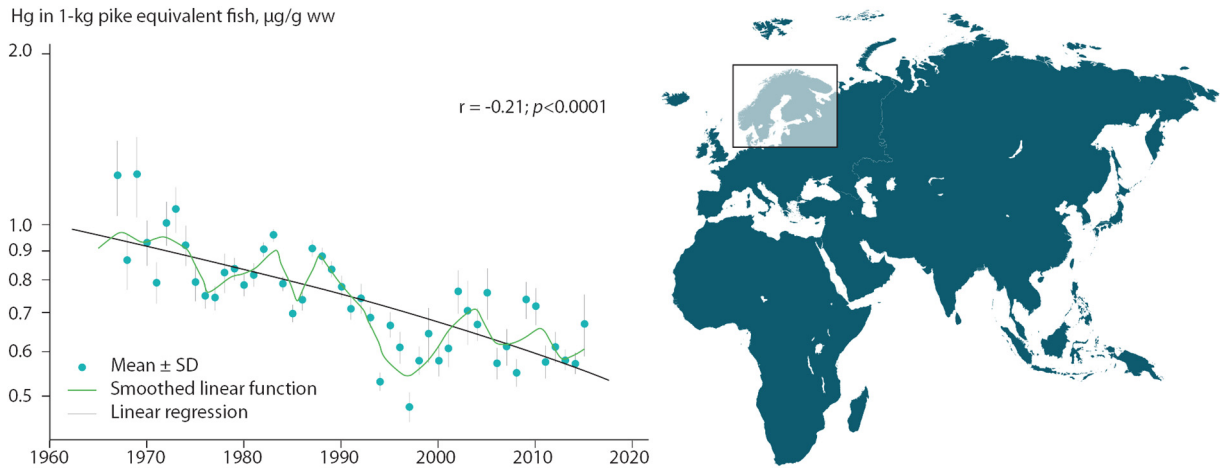 Hg in 1-kg pike equivalent fish, µg/g ww
2.0
r = -0.21; p<0.0001
1.0
0.9
0.8
0.7
0.6
0.5
Mean ± SD
Smoothed linear function
Linear regression
1960 1970 1980 1990 2000 2010 2020